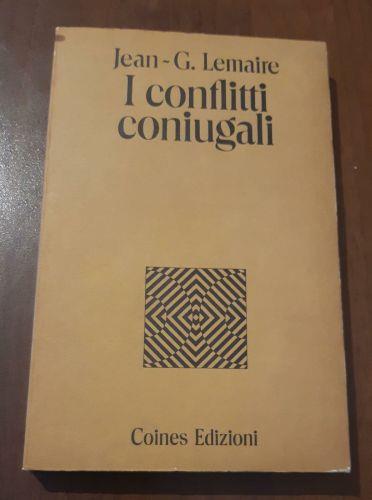 Jean-G. Lemaire
I conflitti
coniugali
Coines Edizioni